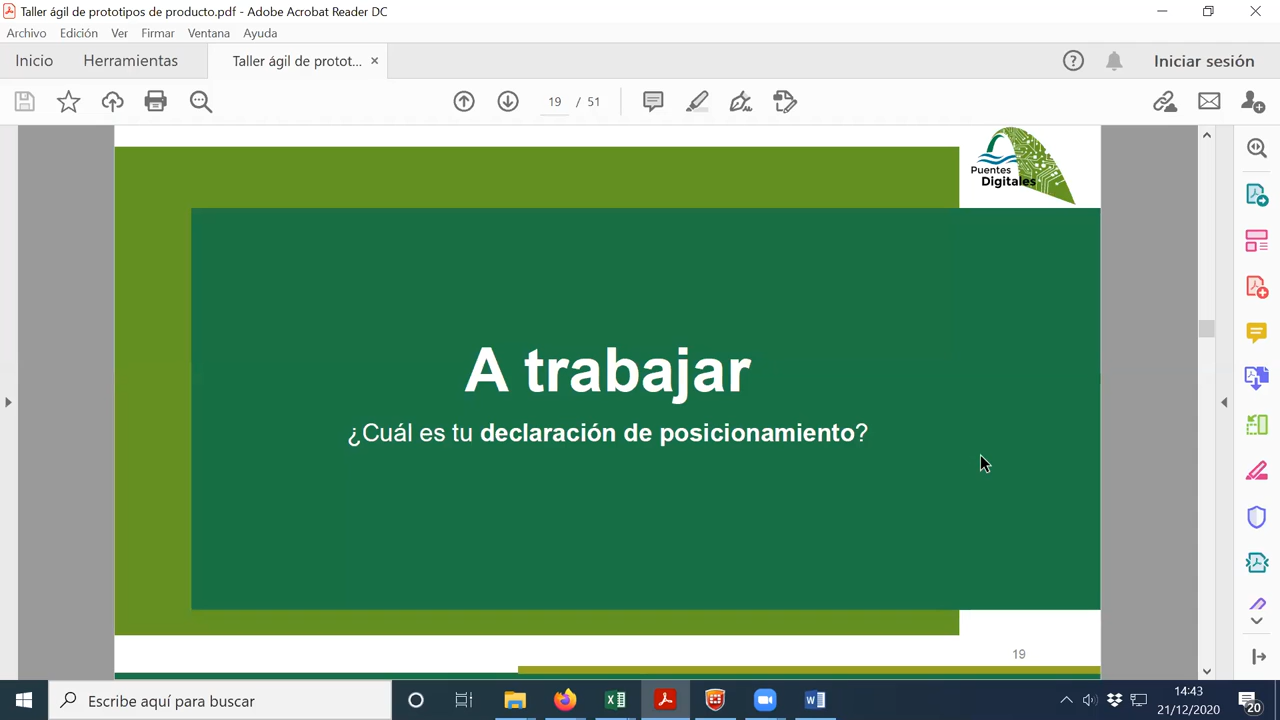 Taller ágil de prototipos de producto.pdf - Adobe Acrobat Reader DC
Archivo Edición Ver Firmar Ventana Ayuda
Inicio Herramientas Taller ágil de protot... × Iniciar sesión
19 / 51
Puentes
Digitales
A trabajar
¿Cuál es tu declaración de posicionamiento?
19
Escribe aquí para buscar
14:43
21/12/2020
20